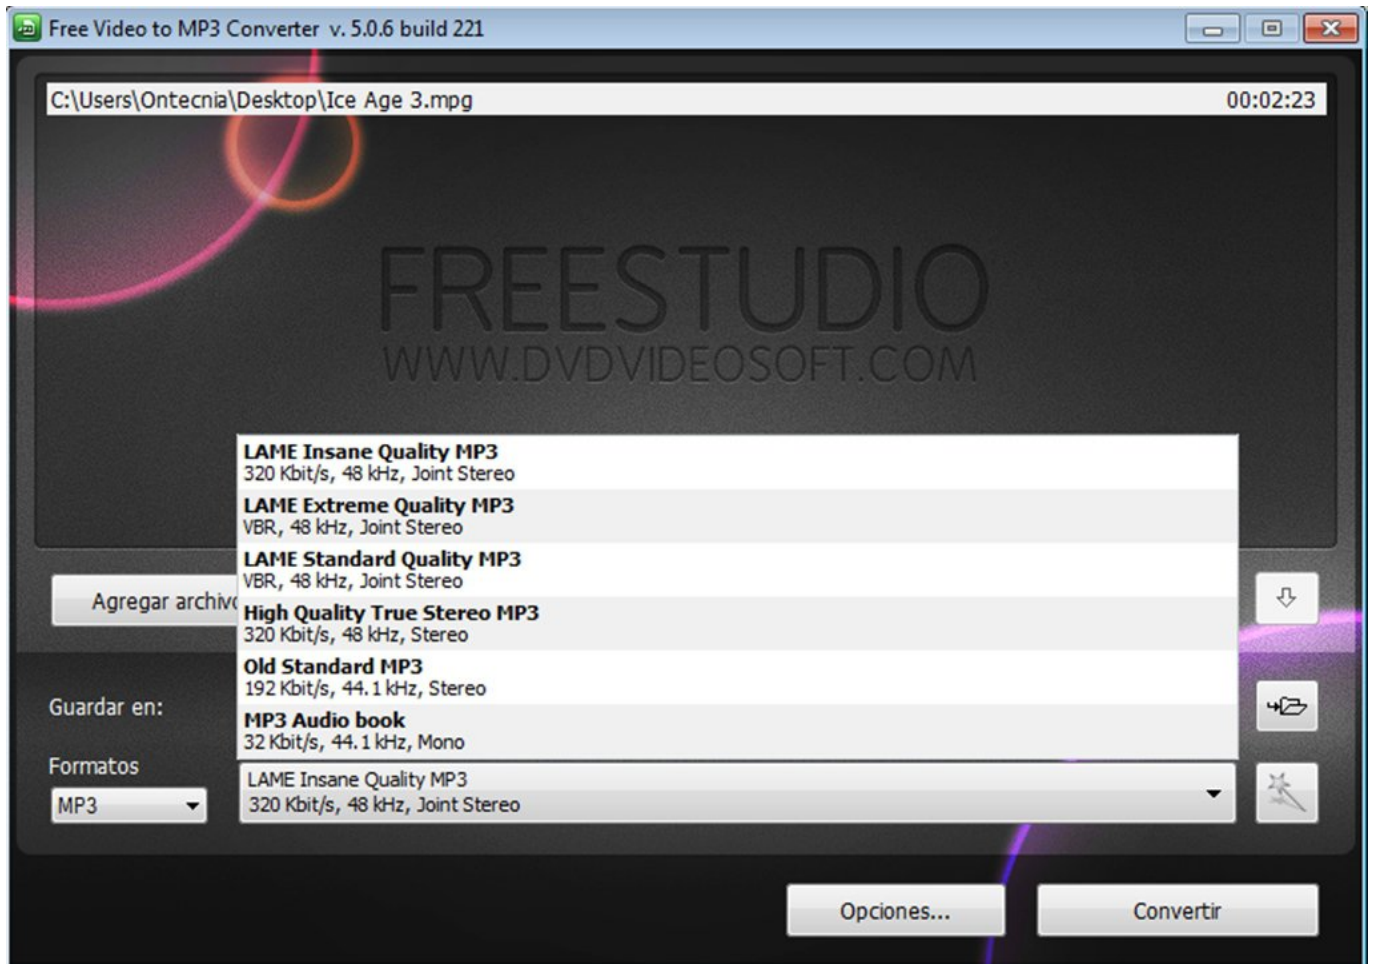 Free Video to MP3 Converter v. 5.0.6 build 221
C:\Users\Ontecnia\Desktop\Ice Age 3.mpg 00:02:23
FREESTUDIO
WWW.DVDVIDEOSOFT.COM
LAME Insane Quality MP3
320 Kbit/s, 48 kHz, Joint Stereo
LAME Extreme Quality MP3
VBR, 48 kHz, Joint Stereo
LAME Standard Quality MP3
VBR, 48 kHz, Joint Stereo
Agregar archivo
High Quality True Stereo MP3
320 Kbit/s, 48 kHz, Stereo
Old Standard MP3
192 Kbit/s, 44.1 kHz, Stereo
Guardar en:
MP3 Audio book
32 Kbit/s, 44.1 kHz, Mono
Formatos
MP3
LAME Insane Quality MP3
320 Kbit/s, 48 kHz, Joint Stereo
Opciones...
Convertir